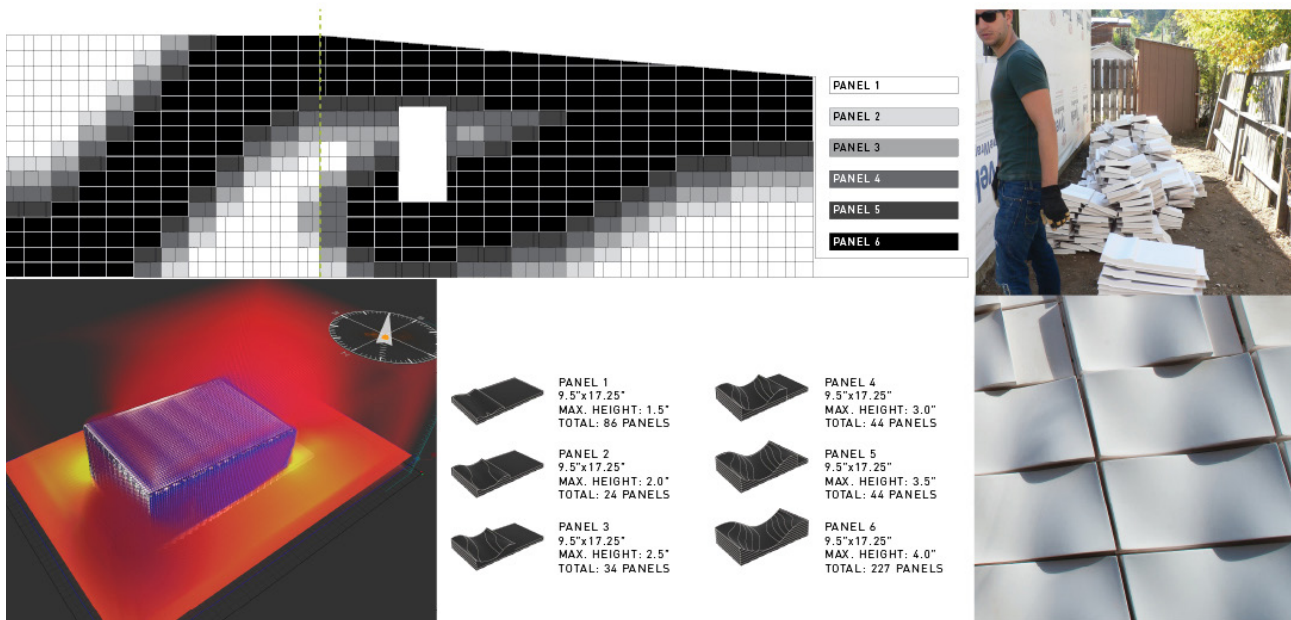 PANEL 1
PANEL 2
PANEL 3
PANEL 4
PANEL 5
PANEL 6
PANEL 1
9.5"x17.25"
MAX. HEIGHT: 1.5"
TOTAL: 86 PANELS
PANEL 2
9.5"x17.25"
MAX. HEIGHT: 2.0"
TOTAL: 24 PANELS
PANEL 3
9.5"x17.25"
MAX. HEIGHT: 2.5"
TOTAL: 34 PANELS
PANEL 4
9.5"x17.25"
MAX. HEIGHT: 3.0"
TOTAL: 44 PANELS
PANEL 5
9.5"x17.25"
MAX. HEIGHT: 3.5"
TOTAL: 44 PANELS
PANEL 6
9.5"x17.25"
MAX. HEIGHT: 4.0"
TOTAL: 227 PANELS